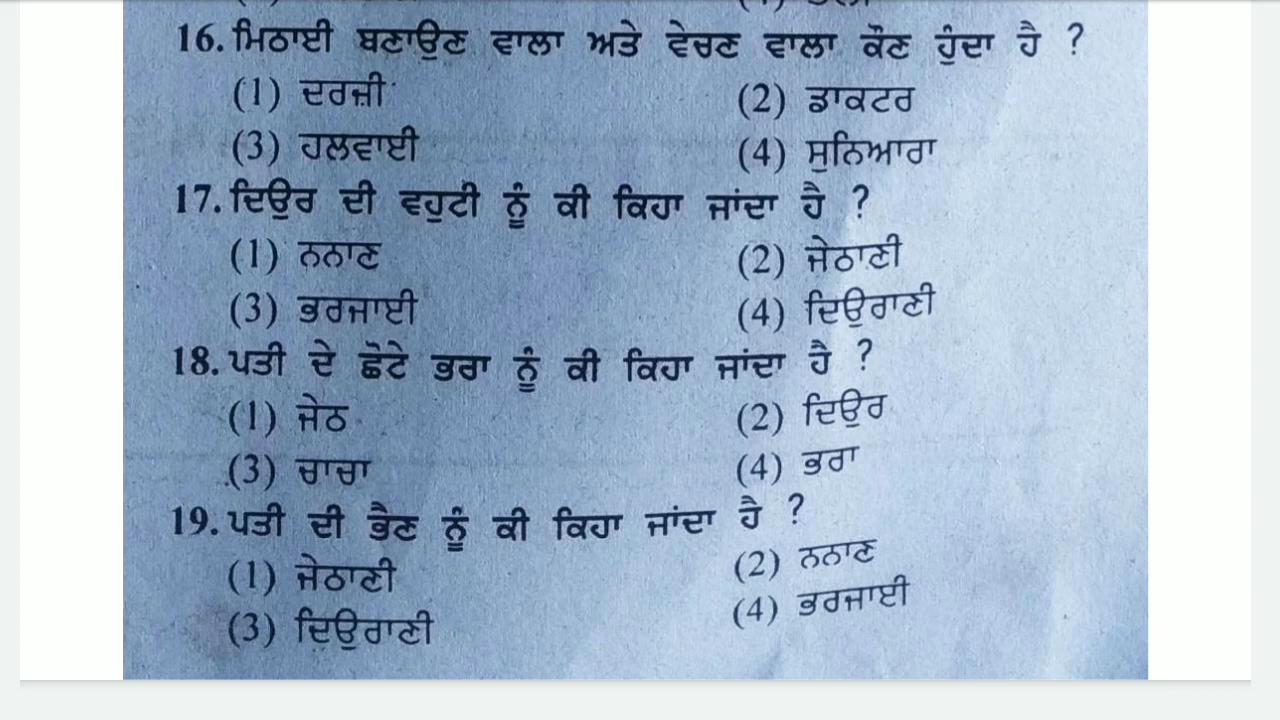 16. ਮਿਠਾਈ ਬਣਾਉਣ ਵਾਲਾ ਅਤੇ ਵੇਚਣ ਵਾਲਾ ਕੌਣ ਹੁੰਦਾ ਹੈ ?
(1) ਦਰਜ਼ੀ (2) ਡਾਕਟਰ
(3) ਹਲਵਾਈ (4) ਸੁਨਿਆਰਾ
17. ਦਿਉਰ ਦੀ ਵਹੁਟੀ ਨੂੰ ਕੀ ਕਿਹਾ ਜਾਂਦਾ ਹੈ ?
(1) ਨਨਾਣ (2) ਜੇਠਾਣੀ
(3) ਭਰਜਾਈ (4) ਦਿਉਰਾਣੀ
18. ਪਤੀ ਦੇ ਛੋਟੇ ਭਰਾ ਨੂੰ ਕੀ ਕਿਹਾ ਜਾਂਦਾ ਹੈ ?
(1) ਜੇਠ (2) ਦਿਉਰ
(3) ਚਾਚਾ (4) ਭਰਾ
19. ਪਤੀ ਦੀ ਭੈਣ ਨੂੰ ਕੀ ਕਿਹਾ ਜਾਂਦਾ ਹੈ ?
(1) ਜੇਠਾਣੀ (2) ਨਨਾਣ
(3) ਦਿਉਰਾਣੀ (4) ਭਰਜਾਈ